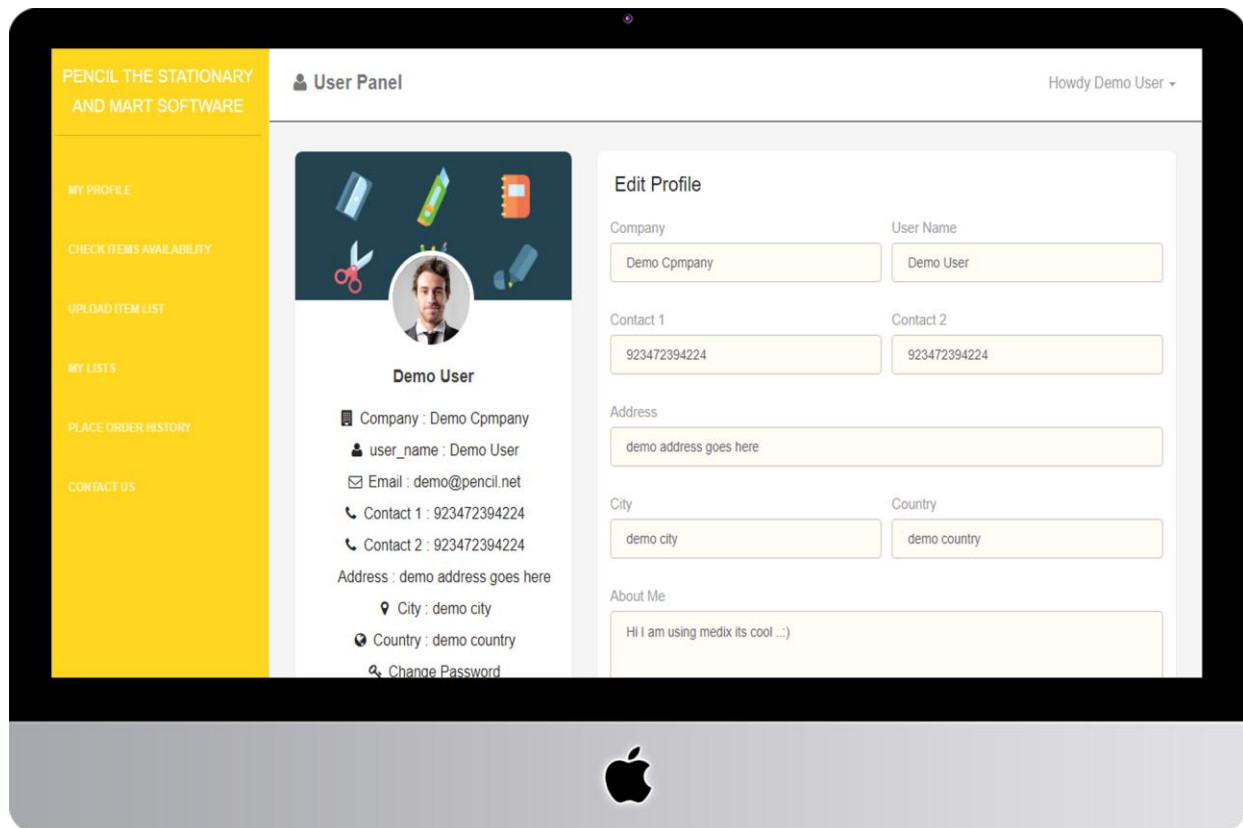 PENCIL THE STATIONARY
AND MART SOFTWARE
MY PROFILE
CHECK ITEMS AVAILABILITY
UPLOAD ITEM LIST
MY LISTS
PLACE ORDER HISTORY
CONTACT US
User Panel
Howdy Demo User
Demo User
Company : Demo Cpmpany
user_name : Demo User
Email : demo@pencil.net
Contact 1 : 923472394224
Contact 2 : 923472394224
Address : demo address goes here
City : demo city
Country : demo country
Change Password
Edit Profile
Company
User Name
Demo Cpmpany
Demo User
Contact 1
Contact 2
923472394224
923472394224
Address
demo address goes here
City
Country
demo city
demo country
About Me
Hi I am using medix its cool ..:)